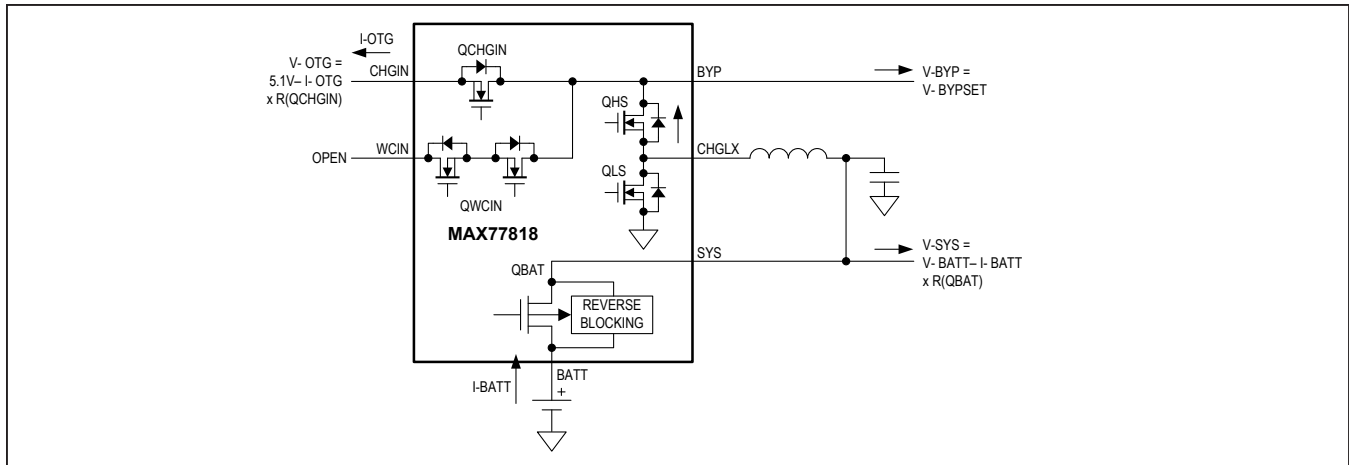 I-OTG
V- OTG =
5.1V– I- OTG
x R(QCHGIN)
CHGIN
QCHGIN
BYP
V-BYP =
V- BYPSET
QHS
OPEN
WCIN
CHGLX
QLS
QWCIN
MAX77818
SYS
V-SYS =
V- BATT– I- BATT
x R(QBAT)
QBAT
REVERSE
BLOCKING
I-BATT
BATT
+